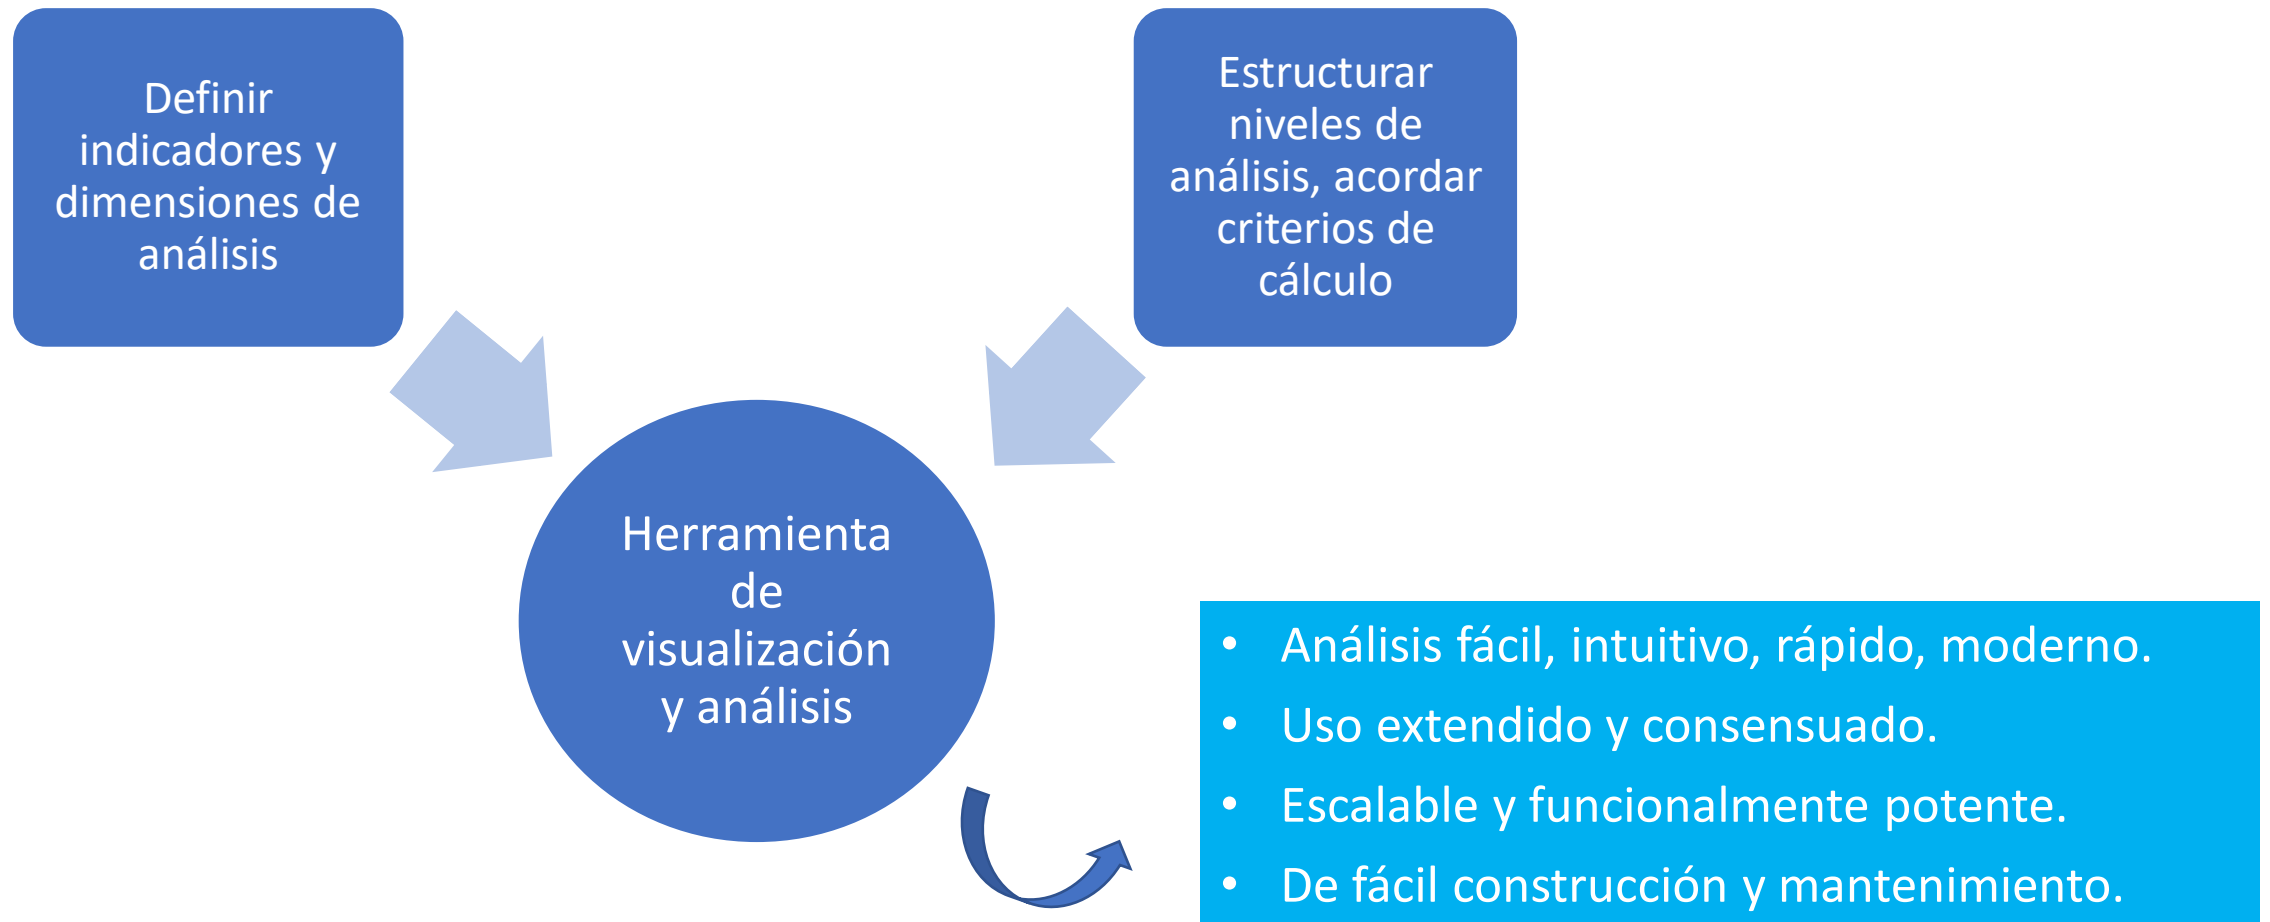 Definir
indicadores y
dimensiones de
análisis
Estructurar
niveles de
análisis, acordar
criterios de
cálculo
Herramienta
de
visualización
y análisis
• Análisis fácil, intuitivo, rápido, moderno.
• Uso extendido y consensuado.
• Escalable y funcionalmente potente.
• De fácil construcción y mantenimiento.